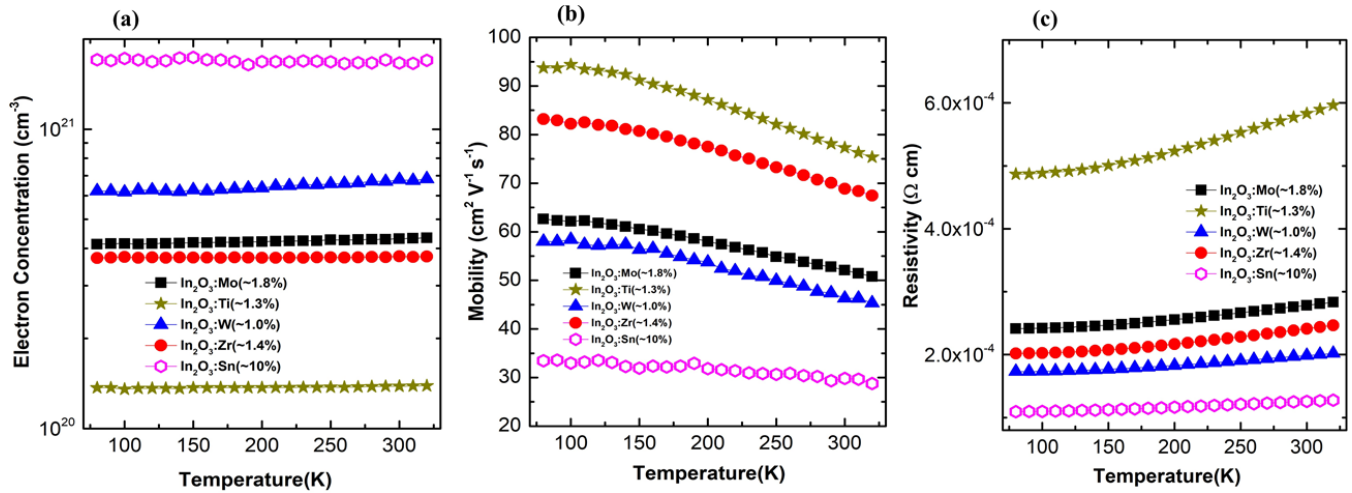 (a)
Electron Concentration (cm⁻³)
10²¹
10²⁰
In₂O₃:Mo(~1.8%)
In₂O₃:Ti(~1.3%)
In₂O₃:W(~1.0%)
In₂O₃:Zr(~1.4%)
In₂O₃:Sn(~10%)
100 150 200 250 300
Temperature(K)
(b)
Mobility (cm² V⁻¹ s⁻¹)
100
90
80
70
60
50
40
30
20
In₂O₃:Mo(~1.8%)
In₂O₃:Ti(~1.3%)
In₂O₃:W(~1.0%)
In₂O₃:Zr(~1.4%)
In₂O₃:Sn(~10%)
100 150 200 250 300
Temperature(K)
(c)
Resistivity (Ω cm)
6.0x10⁻⁴
4.0x10⁻⁴
2.0x10⁻⁴
In₂O₃:Mo(~1.8%)
In₂O₃:Ti(~1.3%)
In₂O₃:W(~1.0%)
In₂O₃:Zr(~1.4%)
In₂O₃:Sn(~10%)
100 150 200 250 300
Temperature(K)